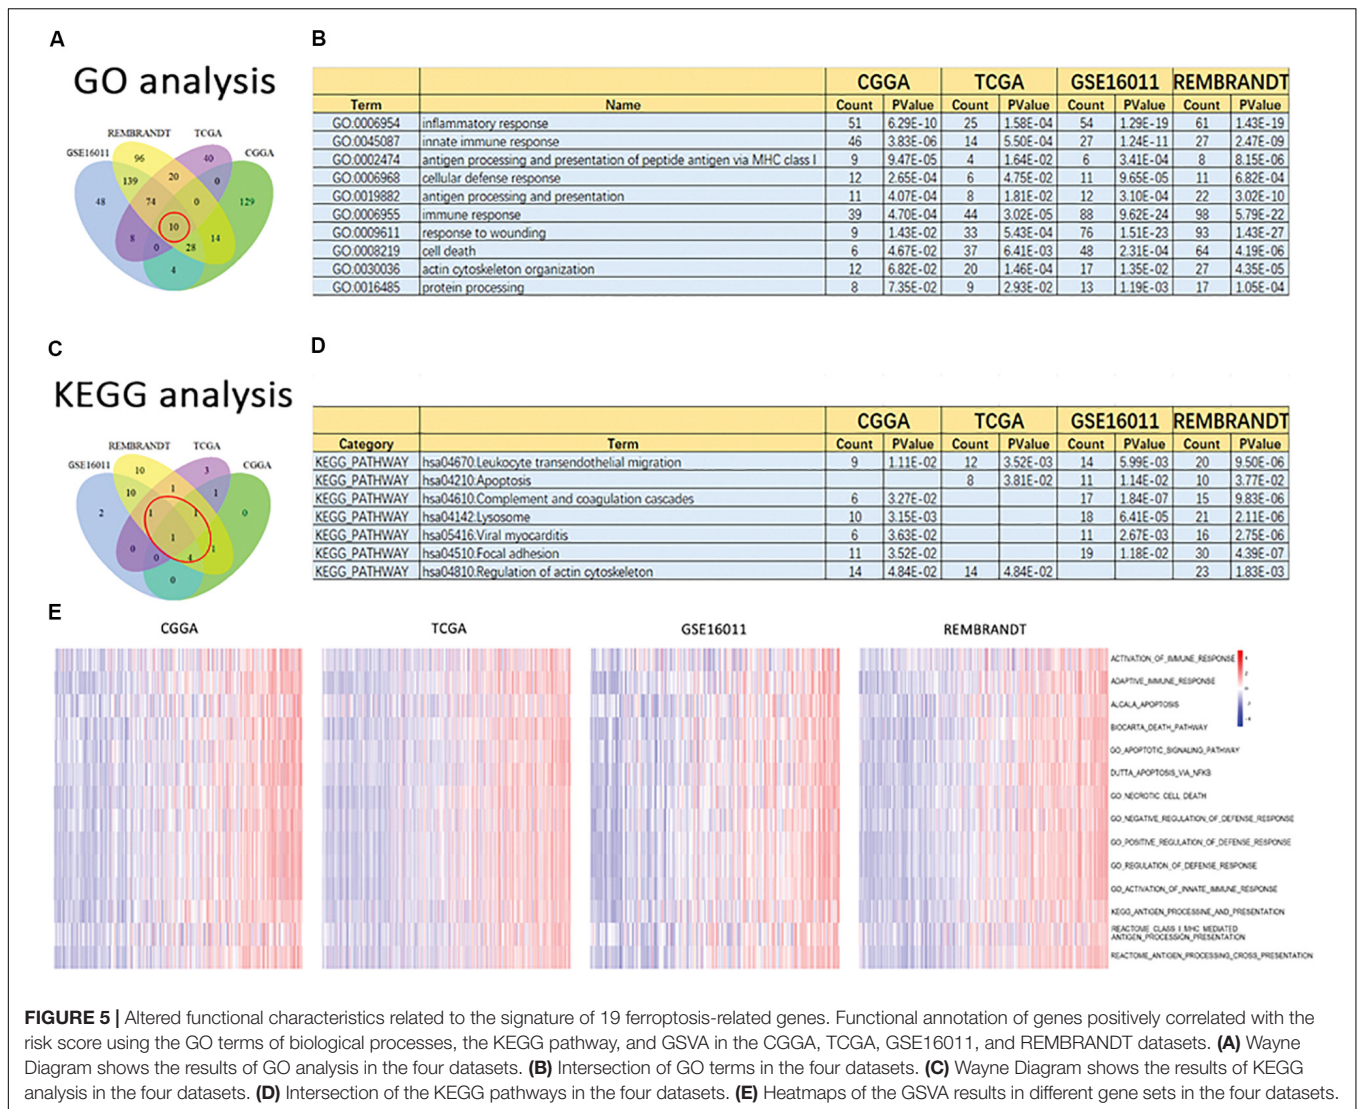 A
GO analysis
REMBRANDT TCGA
GSE16011 CGGA
96 40
139 20 0
48 74 0 129
10
8 0 28 14
4
B
CGGA TCGA GSE16011 REMBRANDT
Term Name Count PValue Count PValue Count PValue Count PValue
GO:0006954 inflammatory response 51 6.29E-10 25 1.58E-04 54 1.29E-19 61 1.43E-19
GO:0045087 innate immune response 46 3.83E-06 14 5.50E-04 27 1.24E-11 27 2.47E-09
GO:0002474 antigen processing and presentation of peptide antigen via MHC class I 9 9.47E-05 4 1.64E-02 6 3.41E-04 8 8.15E-06
GO:0006968 cellular defense response 12 2.65E-04 6 4.75E-02 11 9.65E-05 11 6.82E-04
GO:0019882 antigen processing and presentation 11 4.07E-04 8 1.81E-02 12 3.10E-04 22 3.02E-10
GO:0006955 immune response 39 4.70E-04 44 3.02E-05 88 9.62E-24 98 5.79E-22
GO:0009611 response to wounding 9 1.43E-02 33 5.43E-04 76 1.51E-23 93 1.43E-27
GO:0008219 cell death 6 4.67E-02 37 6.41E-03 48 2.31E-04 64 4.19E-06
GO:0030036 actin cytoskeleton organization 12 6.82E-02 20 1.46E-04 17 1.35E-02 27 4.35E-05
GO:0016485 protein processing 8 7.35E-02 9 2.93E-02 13 1.19E-03 17 1.05E-04
C
KEGG analysis
REMBRANDT TCGA
GSE16011 CGGA
10 3
10 1 1
2 1 1 0
1
0 0 4 1
0
D
CGGA TCGA GSE16011 REMBRANDT
Category Term Count PValue Count PValue Count PValue Count PValue
KEGG_PATHWAY hsa04670:Leukocyte transendothelial migration 9 1.11E-02 12 3.52E-03 14 5.99E-03 20 9.50E-06
KEGG_PATHWAY hsa04210:Apoptosis 8 3.81E-02 11 1.14E-02 10 3.77E-02
KEGG_PATHWAY hsa04610:Complement and coagulation cascades 6 3.27E-02 17 1.84E-07 15 9.83E-06
KEGG_PATHWAY hsa04142:Lysosome 10 3.15E-03 18 6.41E-05 21 2.11E-06
KEGG_PATHWAY hsa05416:Viral myocarditis 6 3.63E-02 11 2.67E-03 16 2.75E-06
KEGG_PATHWAY hsa04510:Focal adhesion 11 3.52E-02 19 1.18E-02 30 4.39E-07
KEGG_PATHWAY hsa04810:Regulation of actin cytoskeleton 14 4.84E-02 14 4.84E-02 23 1.83E-03
E
CGGA TCGA GSE16011 REMBRANDT
ACTIVATION_OF_IMMUNE_RESPONSE
ADAPTIVE_IMMUNE_RESPONSE
ALCALA_APOPTOSIS
BIOCARTA_DEATH_PATHWAY
GO_APOPTOTIC_SIGNALING_PATHWAY
DUTTA_APOPTOSIS_VIA_NFKB
GO_NECROTIC_CELL_DEATH
GO_NEGATIVE_REGULATION_OF_DEFENSE_RESPONSE
GO_POSITIVE_REGULATION_OF_DEFENSE_RESPONSE
GO_REGULATION_OF_DEFENSE_RESPONSE
GO_ACTIVATION_OF_INNATE_IMMUNE_RESPONSE
KEGG_ANTIGEN_PROCESSINE_AND_PRESENTATION
REACTOME_CLASS_I_MHC_MEDIATED
ANTIGEN_PROCESSION_PRESENTATION
REACTOME_ANTIGEN_PROCESSING_CROSS_PRESENTATION
FIGURE 5 | Altered functional characteristics related to the signature of 19 ferroptosis-related genes. Functional annotation of genes positively correlated with the
risk score using the GO terms of biological processes, the KEGG pathway, and GSVA in the CGGA, TCGA, GSE16011, and REMBRANDT datasets. (A) Wayne
Diagram shows the results of GO analysis in the four datasets. (B) Intersection of GO terms in the four datasets. (C) Wayne Diagram shows the results of KEGG
analysis in the four datasets. (D) Intersection of the KEGG pathways in the four datasets. (E) Heatmaps of the GSVA results in different gene sets in the four datasets.